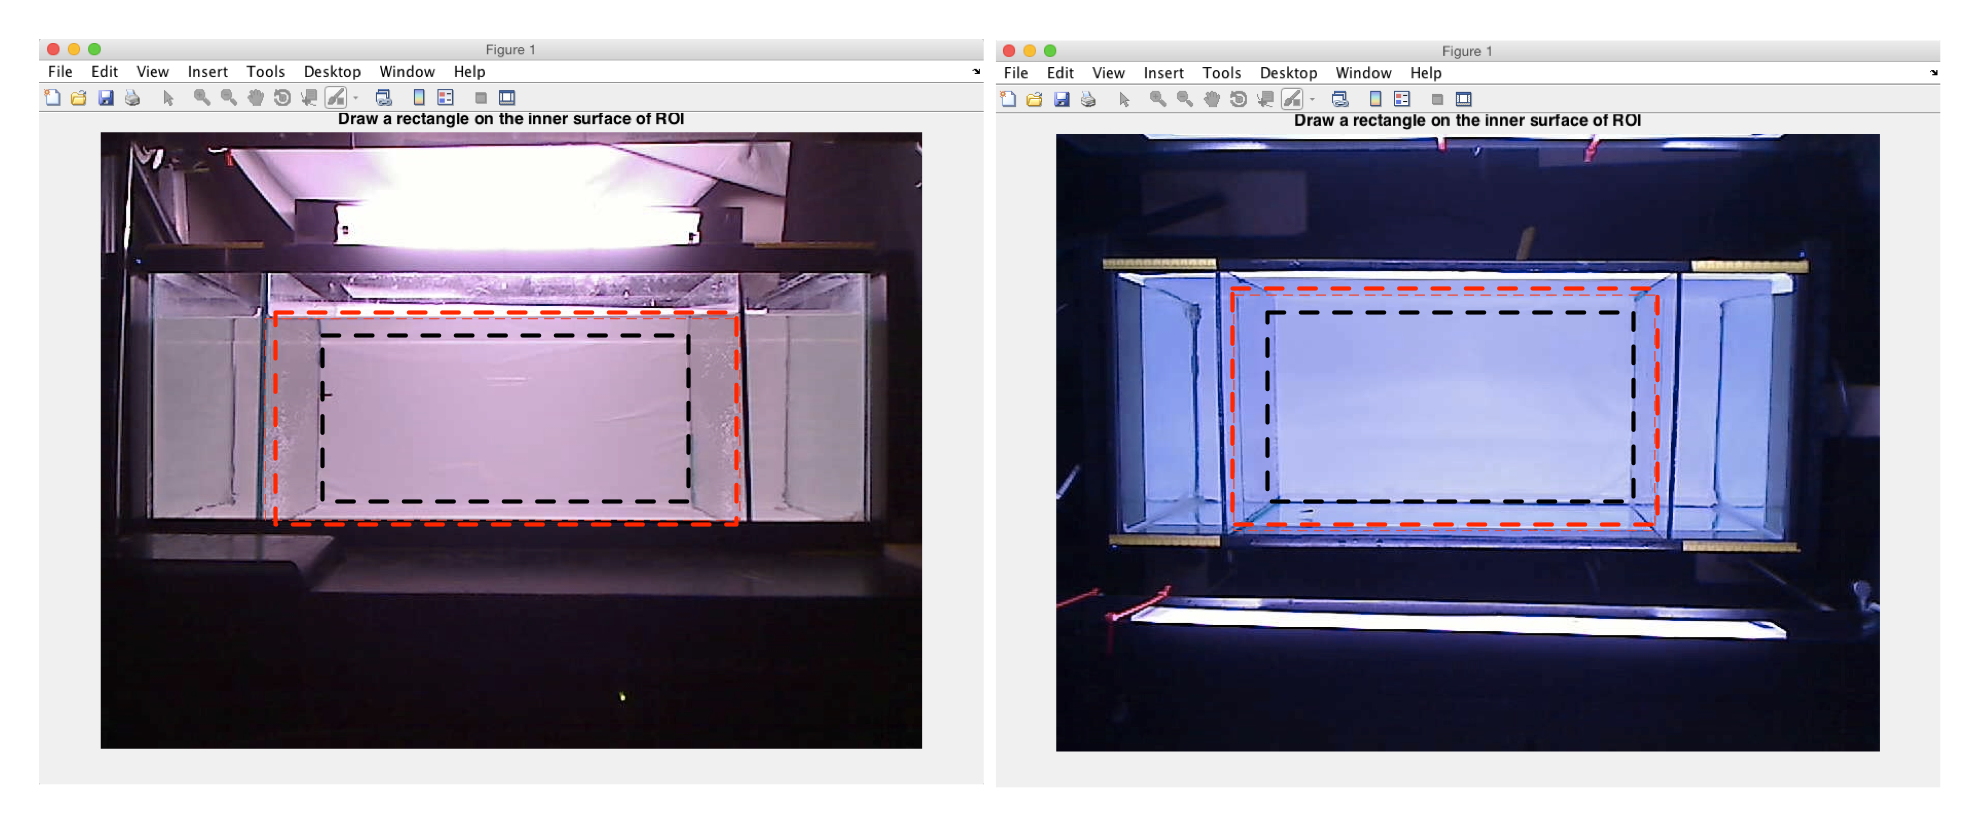 Figure 1
File Edit View Insert Tools Desktop Window Help
Draw a rectangle on the inner surface of ROI
Figure 1
File Edit View Insert Tools Desktop Window Help
Draw a rectangle on the inner surface of ROI